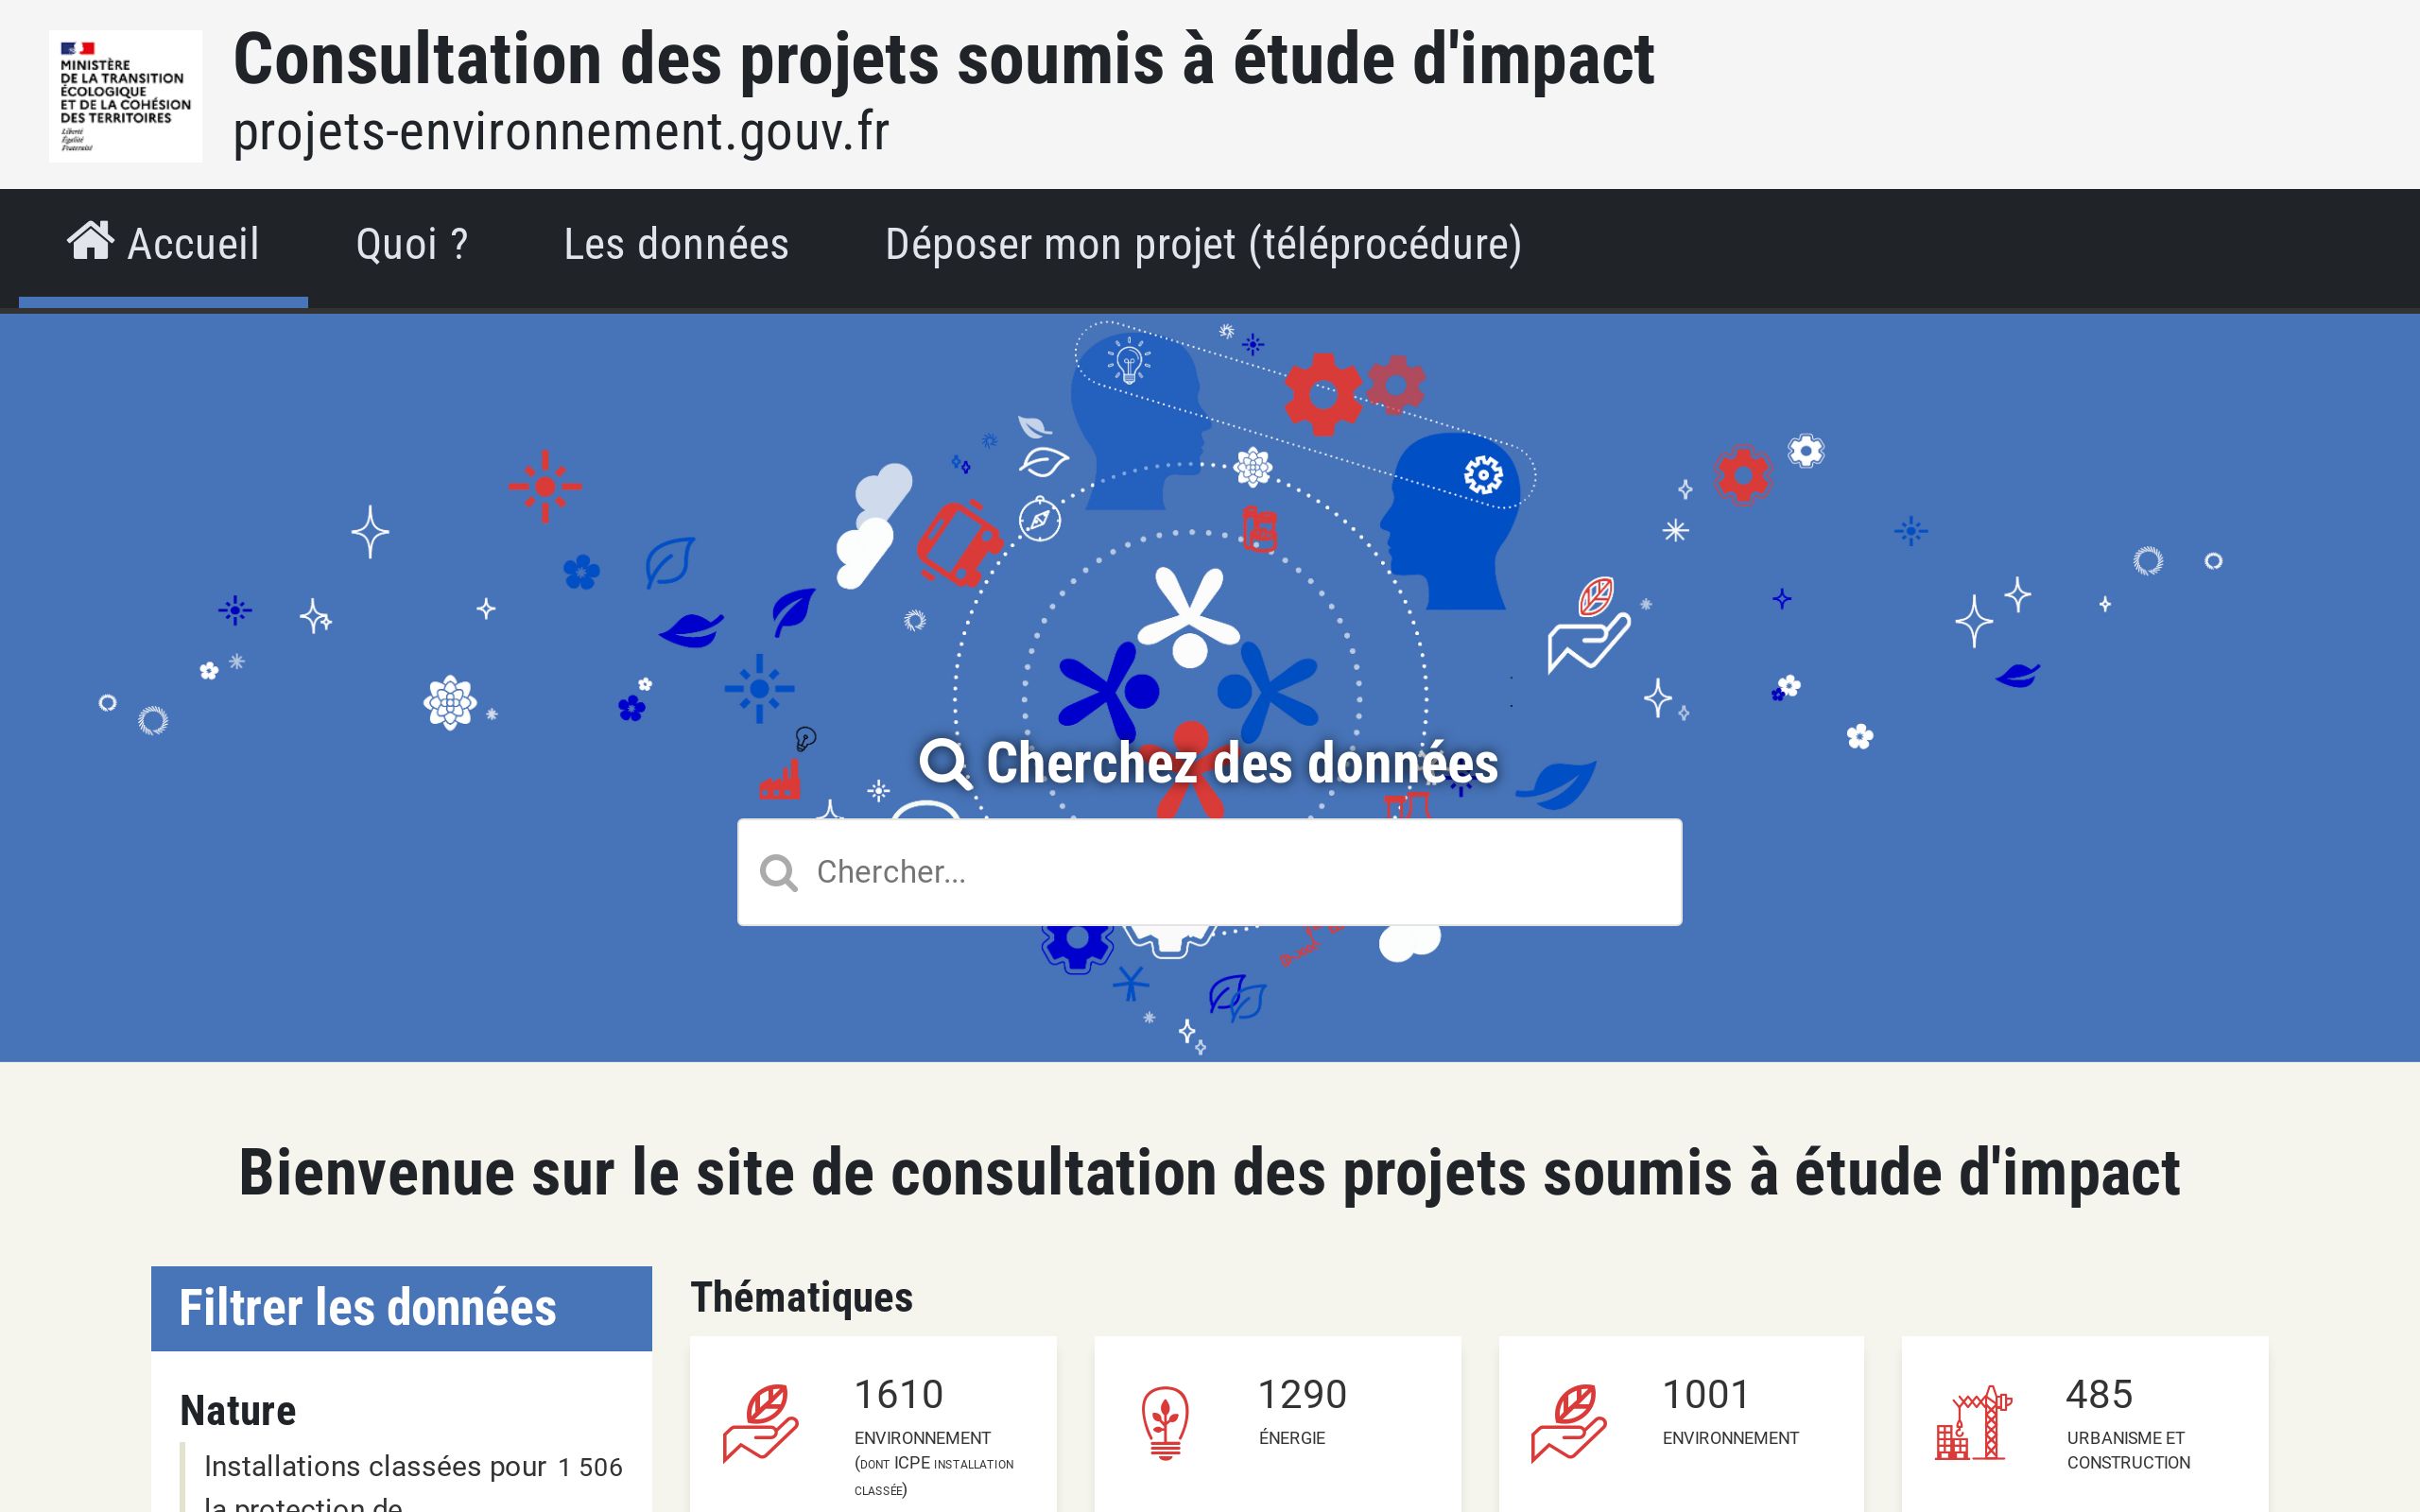 MINISTÈRE
DE LA TRANSITION
ÉCOLOGIQUE
ET DE LA COHÉSION
DES TERRITOIRES
Liberté
Égalité
Fraternité
Consultation des projets soumis à étude d'impact
projets-environnement.gouv.fr
Accueil
Quoi ?
Les données
Déposer mon projet (téléprocédure)
Cherchez des données
Chercher...
Bienvenue sur le site de consultation des projets soumis à étude d'impact
Filtrer les données
Nature
Installations classées pour 1 506
la protection de
Thématiques
1610
ENVIRONNEMENT
(DONT ICPE INSTALLATION
CLASSÉE)
1290
ÉNERGIE
1001
ENVIRONNEMENT
485
URBANISME ET
CONSTRUCTION